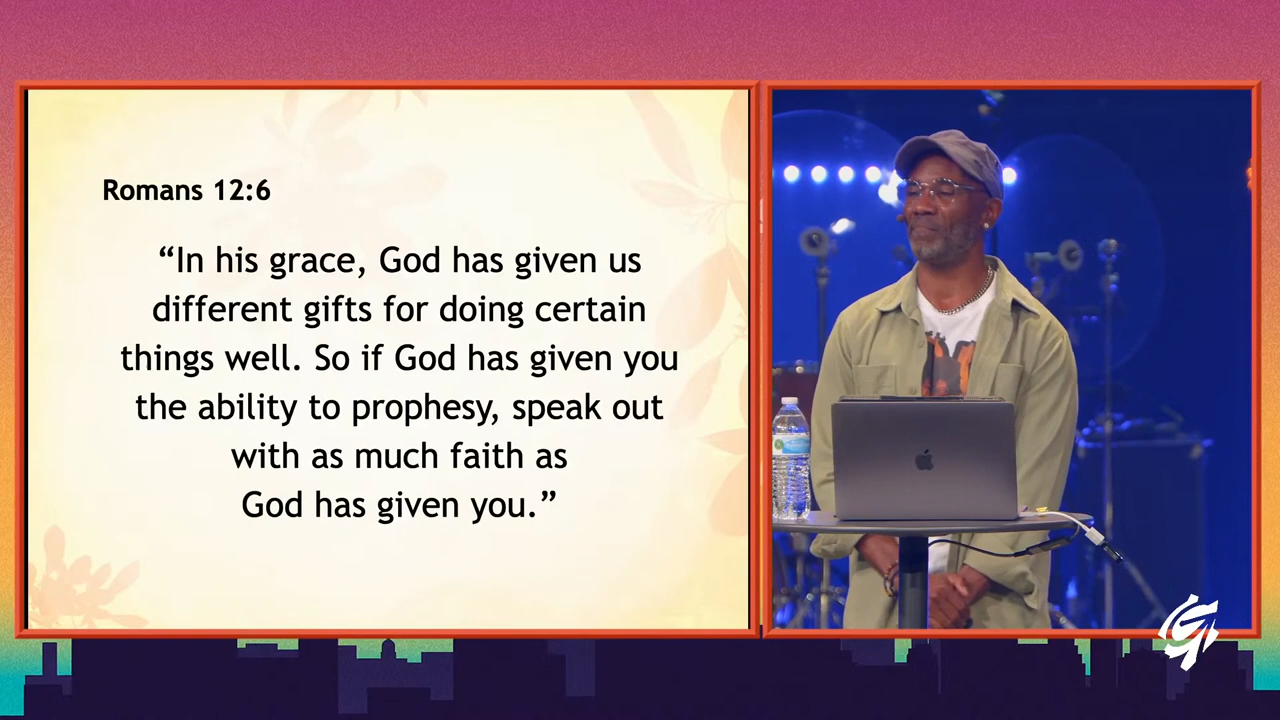 Romans 12:6
“In his grace, God has given us
different gifts for doing certain
things well. So if God has given you
the ability to prophesy, speak out
with as much faith as
God has given you.”